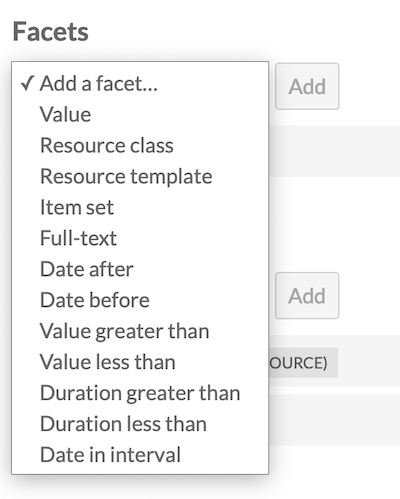 Facets
✓ Add a facet...
Add
Value
Resource class
Resource template
Item set
Full-text
Date after
Date before
Add
Value greater than
Value less than
OURCE)
Duration greater than
Duration less than
Date in interval